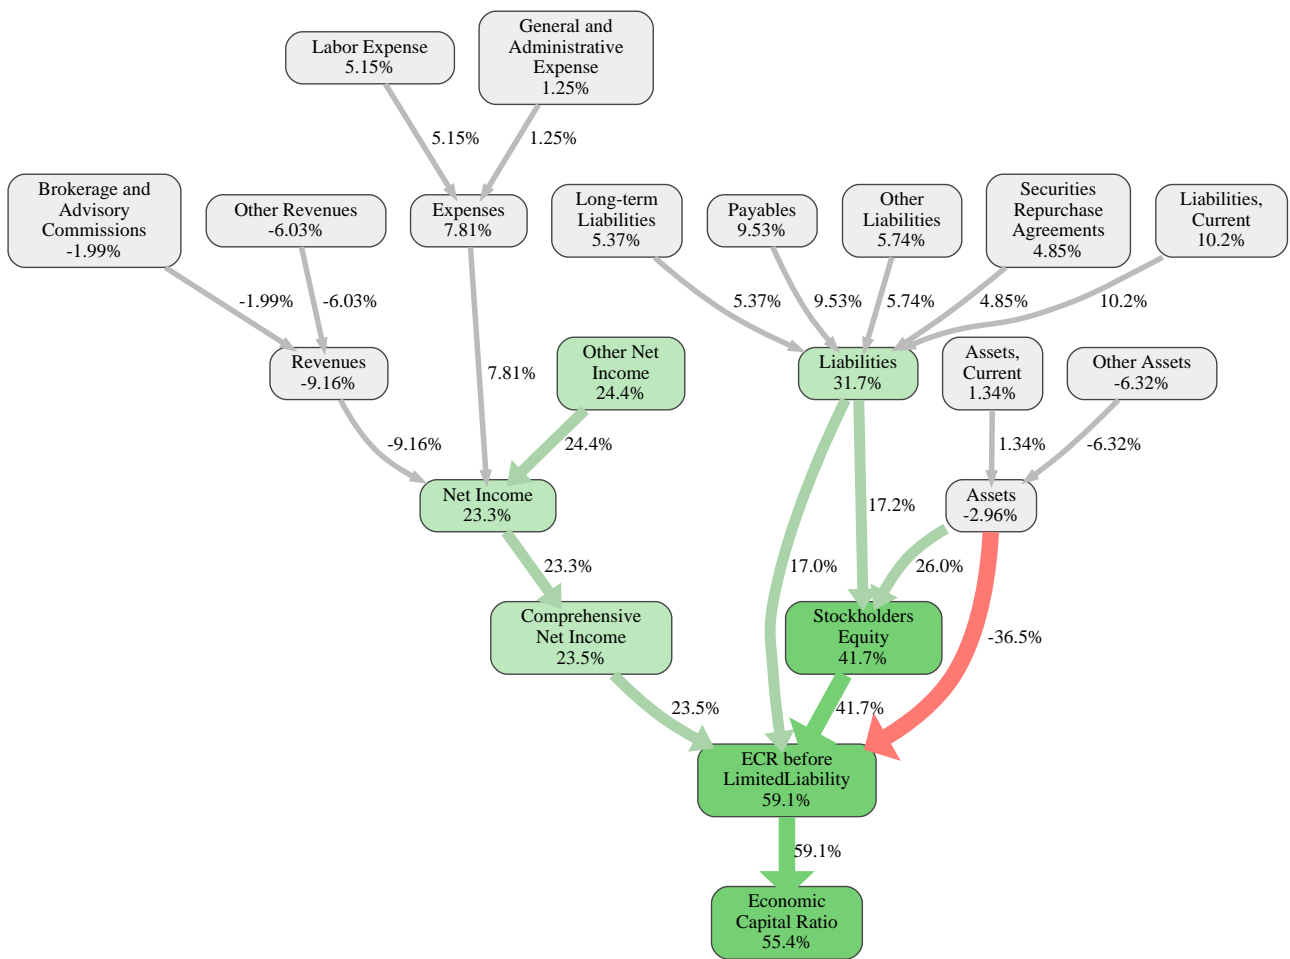 Labor Expense
5.15%
General and
Administrative
Expense
1.25%
5.15%
1.25%
Brokerage and
Advisory
Commissions
-1.99%
Other Revenues
-6.03%
Expenses
7.81%
Long-term
Liabilities
5.37%
Payables
9.53%
Other
Liabilities
5.74%
Securities
Repurchase
Agreements
4.85%
Liabilities,
Current
10.2%
-1.99%
-6.03%
5.37%
9.53%
5.74%
4.85%
10.2%
Revenues
-9.16%
7.81%
Other Net
Income
24.4%
Liabilities
31.7%
Assets,
Current
1.34%
Other Assets
-6.32%
-9.16%
24.4%
1.34%
-6.32%
Net Income
23.3%
17.2%
Assets
-2.96%
23.3%
17.0%
26.0%
Comprehensive
Net Income
23.5%
Stockholders
Equity
41.7%
-36.5%
23.5%
41.7%
ECR before
LimitedLiability
59.1%
59.1%
Economic
Capital Ratio
55.4%